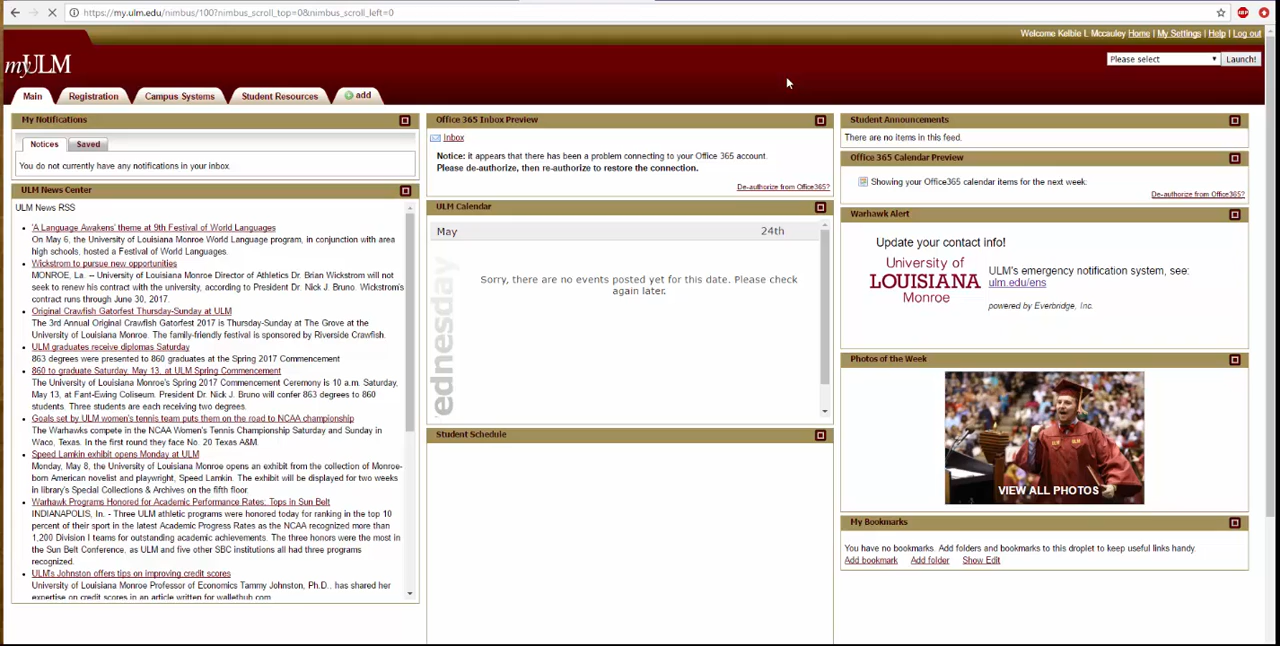 https://my.ulm.edu/nimbus/100?nimbus_scroll_top=0&nimbus_scroll_left=0
Welcome Kelbie L Mccauley Home | My Settings | Help | Log out
myULM
Please select
Launch!
Main
Registration
Campus Systems
Student Resources
add
My Notifications
Notices
Saved
You do not currently have any notifications in your inbox.
ULM News Center
ULM News RSS
'A Language Awakens' theme at 9th Festival of World Languages
On May 6, the University of Louisiana Monroe World Language program, in conjunction with area
high schools, hosted a Festival of World Languages.
Wickstrom to pursue new opportunities
MONROE, La. -- University of Louisiana Monroe Director of Athletics Dr. Brian Wickstrom will not
seek to renew his contract with the university, according to President Dr. Nick J. Bruno. Wickstrom's
contract runs through June 30, 2017.
Original Crawfish Gatorfest Thursday-Sunday at ULM
The 3rd Annual Original Crawfish Gatorfest 2017 is Thursday-Sunday at The Grove at the
University of Louisiana Monroe. The family-friendly festival is sponsored by Riverside Crawfish.
ULM graduates receive diplomas Saturday
863 degrees were presented to 860 graduates at the Spring 2017 Commencement
860 to graduate Saturday, May 13, at ULM Spring Commencement
The University of Louisiana Monroe's Spring 2017 Commencement Ceremony is 10 a.m. Saturday,
May 13, at Fant-Ewing Coliseum. President Dr. Nick J. Bruno will confer 863 degrees to 860
students. Three students are each receiving two degrees.
Goals set by ULM women's tennis team puts them on the road to NCAA championship
The Warhawks compete in the NCAA Women's Tennis Championship Saturday and Sunday in
Waco, Texas. In the first round they face No. 20 Texas A&M.
Speed Lamkin exhibit opens Monday at ULM
Monday, May 8, the University of Louisiana Monroe opens an exhibit from the collection of Monroe-
born American novelist and playwright, Speed Lamkin. The exhibit will be displayed for two weeks
in library's Special Collections & Archives on the fifth floor.
Warhawk Programs Honored for Academic Performance Rates, Tops in Sun Belt
INDIANAPOLIS, In. - Three ULM athletic programs were honored today for ranking in the top 10
percent of their sport in the latest Academic Progress Rates as the NCAA recognized more than
1,200 Division I teams for outstanding academic achievements. The three honors were the most in
the Sun Belt Conference, as ULM and five other SBC institutions all had three programs
recognized.
ULM's Johnston offers tips on improving credit scores
University of Louisiana Monroe Professor of Economics Tammy Johnston, Ph.D., has shared her
expertise on credit scores in an article written for wallethub.com
Office 365 Inbox Preview
Inbox
Notice: it appears that there has been a problem connecting to your Office 365 account.
Please de-authorize, then re-authorize to restore the connection.
De-authorize from Office365?
ULM Calendar
May 24th
ednesday
Sorry, there are no events posted yet for this date. Please check
again later.
Student Schedule
Student Announcements
There are no items in this feed.
Office 365 Calendar Preview
Showing your Office365 calendar items for the next week:
De-authorize from Office365?
Warhawk Alert
Update your contact info!
University of
LOUISIANA
Monroe
ULM's emergency notification system, see:
ulm.edu/ens
powered by Everbridge, Inc.
Photos of the Week
VIEW ALL PHOTOS
My Bookmarks
You have no bookmarks. Add folders and bookmarks to this droplet to keep useful links handy.
Add bookmark Add folder Show Edit